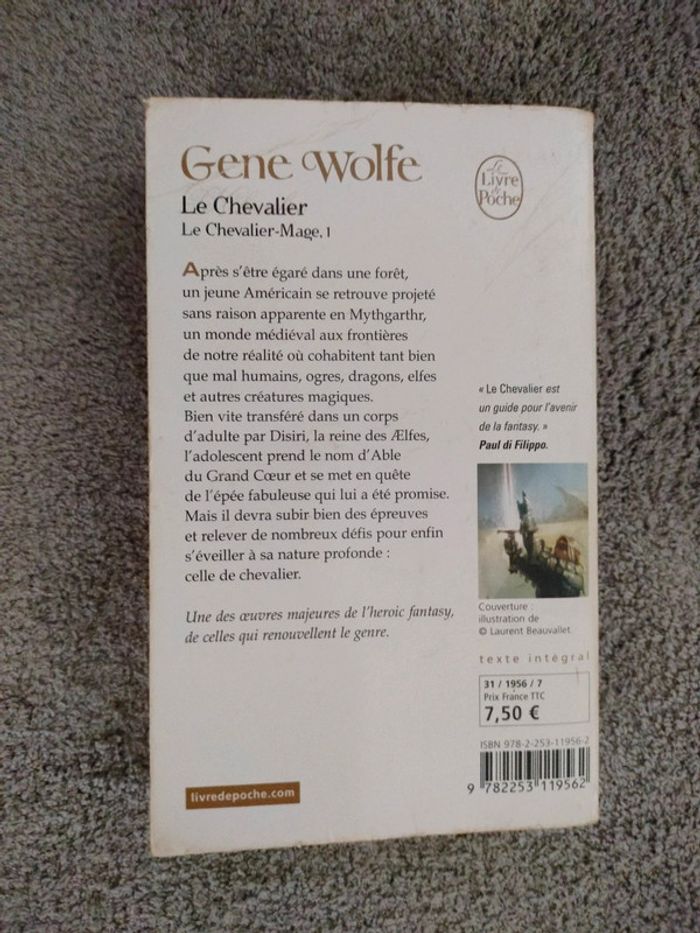 Gene Wolfe
Le Chevalier
Le Chevalier-Mage, 1
Après s'être égaré dans une forêt,
un jeune Américain se retrouve projeté
sans raison apparente en Mythgarthr,
un monde médiéval aux frontières
de notre réalité où cohabitent tant bien
que mal humains, ogres, dragons, elfes
et autres créatures magiques.
Bien vite transféré dans un corps
d'adulte par Disiri, la reine des Ælfes,
l'adolescent prend le nom d'Able
du Grand Cœur et se met en quête
de l'épée fabuleuse qui lui a été promise.
Mais il devra subir bien des épreuves
et relever de nombreux défis pour enfin
s'éveiller à sa nature profonde :
celle de chevalier.
Une des œuvres majeures de l'heroic fantasy,
de celles qui renouvellent le genre.
livredepoche.com
Le
Livre
de
Poche
« Le Chevalier est
un guide pour l'avenir
de la fantasy. »
Paul di Filippo.
Couverture :
illustration de
© Laurent Beauvallet.
texte intégral
31 / 1956 / 7
Prix France TTC
7,50 €
ISBN 978-2-253-11956-2
9 782253 119562